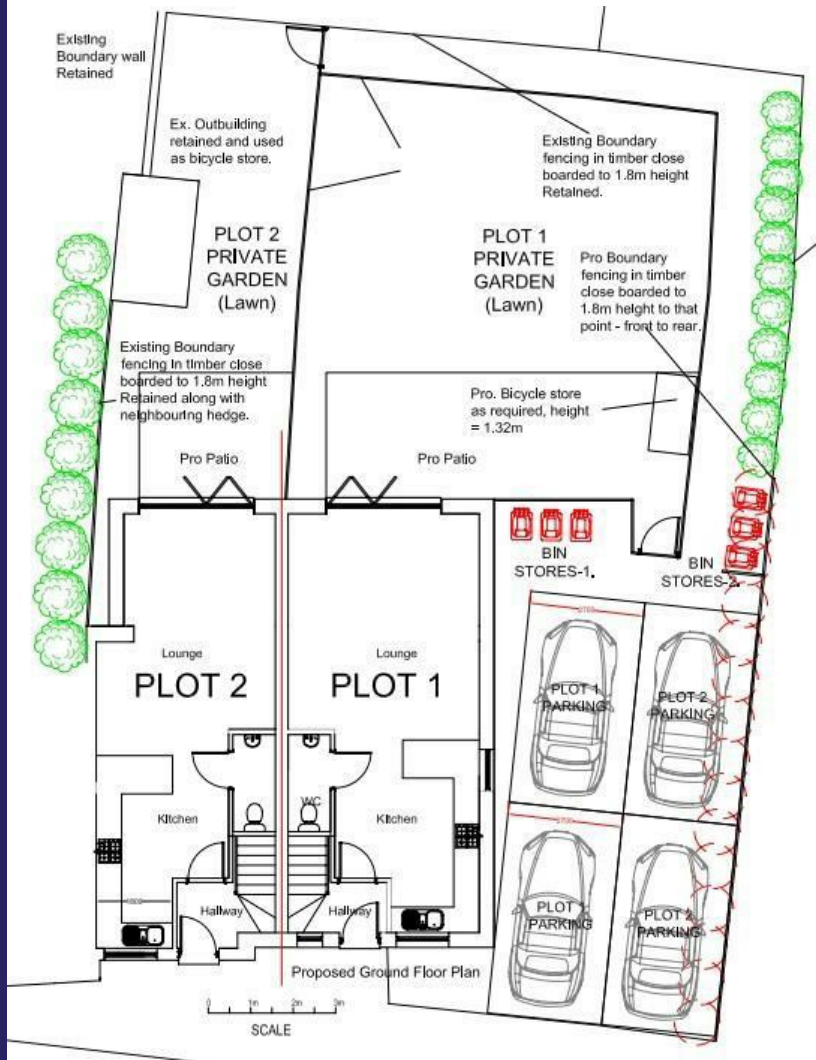 Existing
Boundary wall
Retained
Ex. Outbuilding
retained and used
as bicycle store.
Existing Boundary
fencing in timber close
boarded to 1.8m height
Retained.
PLOT 2
PRIVATE
GARDEN
(Lawn)
PLOT 1
PRIVATE
GARDEN
(Lawn)
Pro Boundary
fencing in timber
close boarded to
1.8m height to that
point - front to rear.
Existing Boundary
fencing in timber close
boarded to 1.8m height
Retained along with
neighbouring hedge.
Pro. Bicycle store
as required, height
= 1.32m
Pro Patio
Pro Patio
BIN
STORES-1.
BIN
STORES-2.
2700
Lounge
PLOT 2
Lounge
PLOT 1
PLOT 1
PARKING
PLOT 2
PARKING
WC
Kitchen
Kitchen
2700
Hallway
Hallway
PLOT 1
PARKING
PLOT 2
PARKING
Proposed Ground Floor Plan
0 1m 2m 3m
SCALE